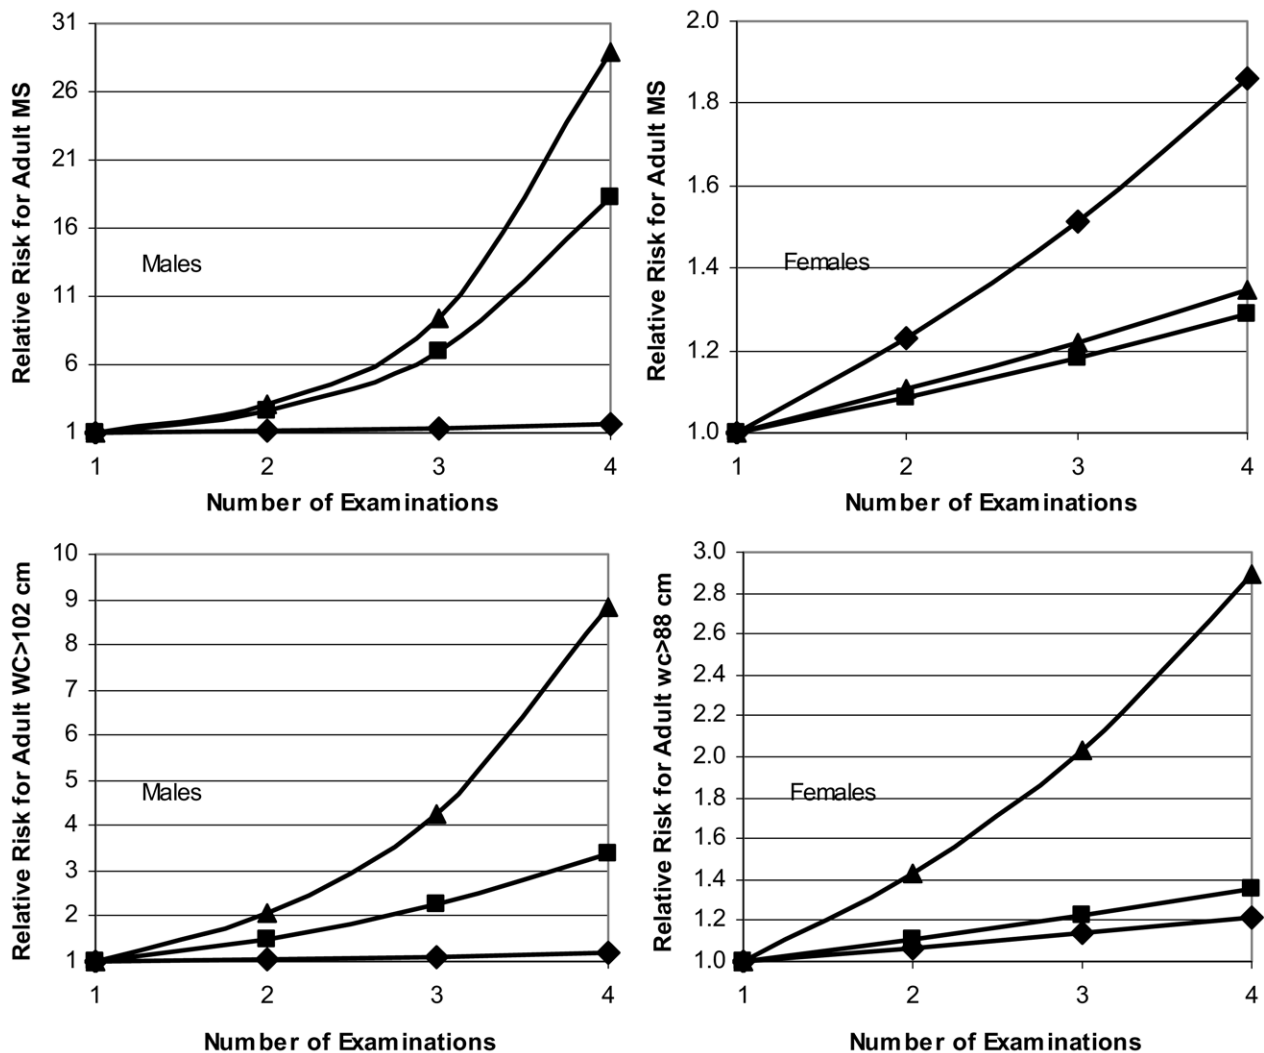 Relative Risk for Adult MS
31
26
21
16
11
6
1
Males
1 2 3 4
Number of Examinations
Relative Risk for Adult MS
2.0
1.8
1.6
1.4
1.2
1.0
Females
1 2 3 4
Number of Examinations
Relative Risk for Adult WC>102 cm
10
9
8
7
6
5
4
3
2
1
Males
1 2 3 4
Number of Examinations
Relative Risk for Adult wc>88 cm
3.0
2.8
2.6
2.4
2.2
2.0
1.8
1.6
1.4
1.2
1.0
Females
1 2 3 4
Number of Examinations